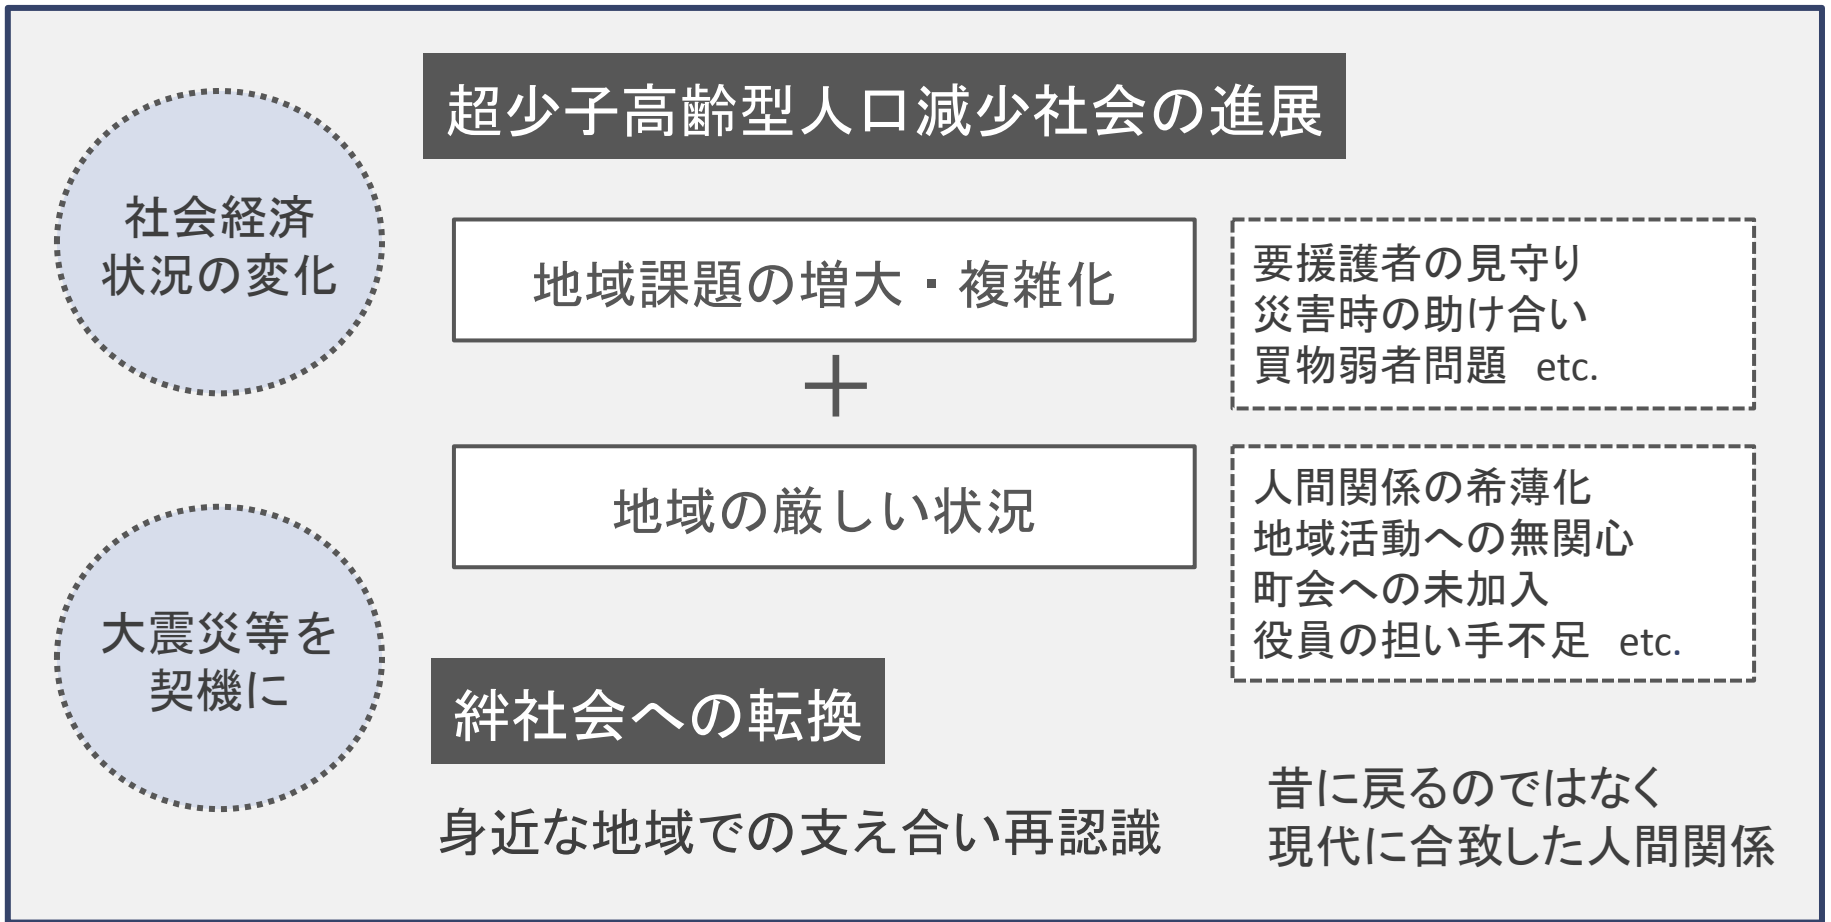 超少子高齢型人口減少社会の進展
社会経済
状況の変化
地域課題の増大・複雑化
要援護者の見守り
災害時の助け合い
買物弱者問題 etc.
＋
地域の厳しい状況
人間関係の希薄化
地域活動への無関心
町会への未加入
役員の担い手不足 etc.
大震災等を
契機に
絆社会への転換
身近な地域での支え合い再認識
昔に戻るのではなく
現代に合致した人間関係